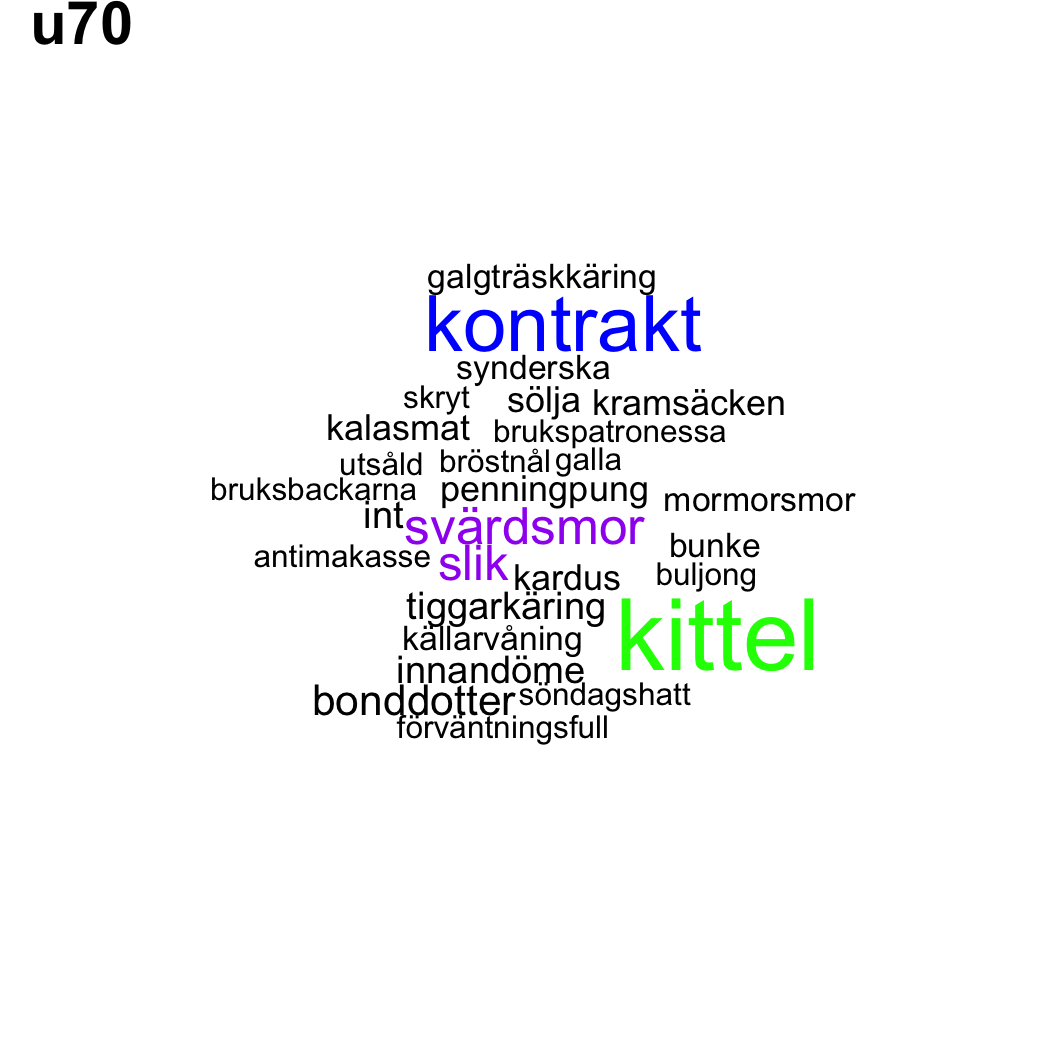 u70
galgträskkäring
kontrakt
synderska
skryt sölja kramsäcken
kalasmat brukspatronessa
utsåld bröstnål galla
bruksbackarna penningpung mormorsmor
int svärdsmor
antimakasse slik bunke
kardus buljong
tiggarkäring kittel
källarvåning
innandöme
bonddotter söndagshatt
förväntningsfull